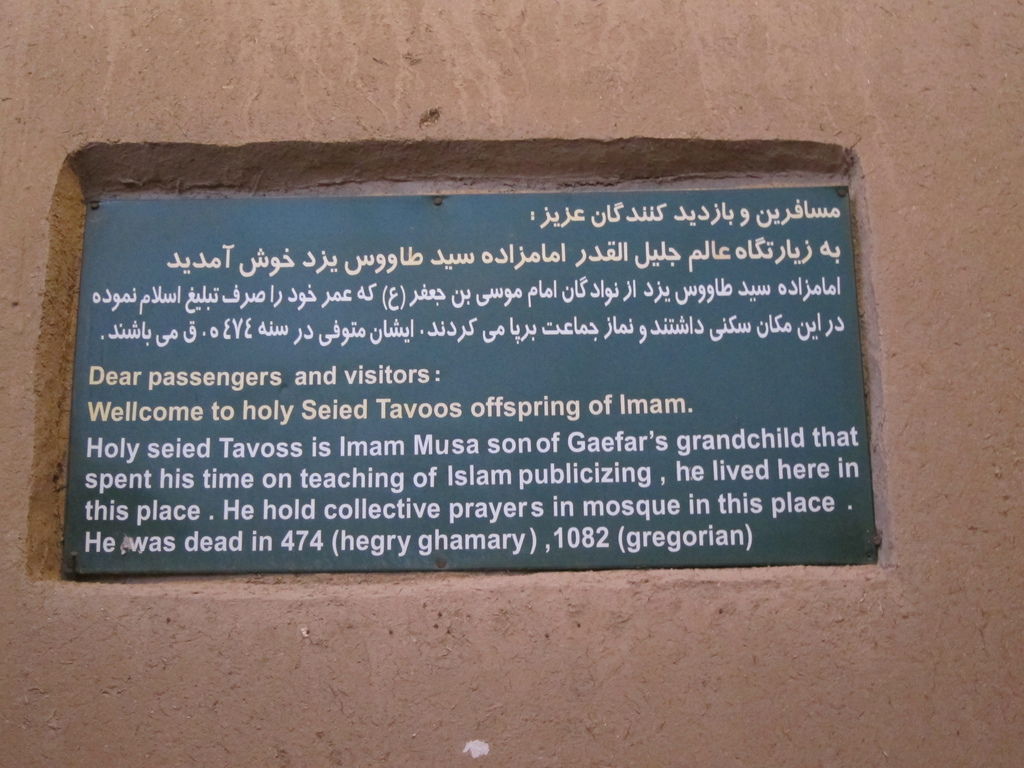 مسافرین و بازدید کنندگان عزیز :
به زیارتگاه عالم جلیل القدر امامزاده سید طاووس یزد خوش آمدید
امامزاده سید طاووس یزد از نوادگان امام موسی بن جعفر (ع) که عمر خود را صرف تبلیغ اسلام نموده
در این مکان سکنی داشتند و نماز جماعت برپا می کردند . ایشان متوفی در سنه ٤٧٤ ه . ق می باشند .
Dear passengers and visitors :
Wellcome to holy Seied Tavoos offspring of Imam.
Holy seied Tavoss is Imam Musa son of Gaefar's grandchild that
spent his time on teaching of Islam publicizing , he lived here in
this place . He hold collective prayers in mosque in this place .
He was dead in 474 (hegry ghamary) ,1082 (gregorian)